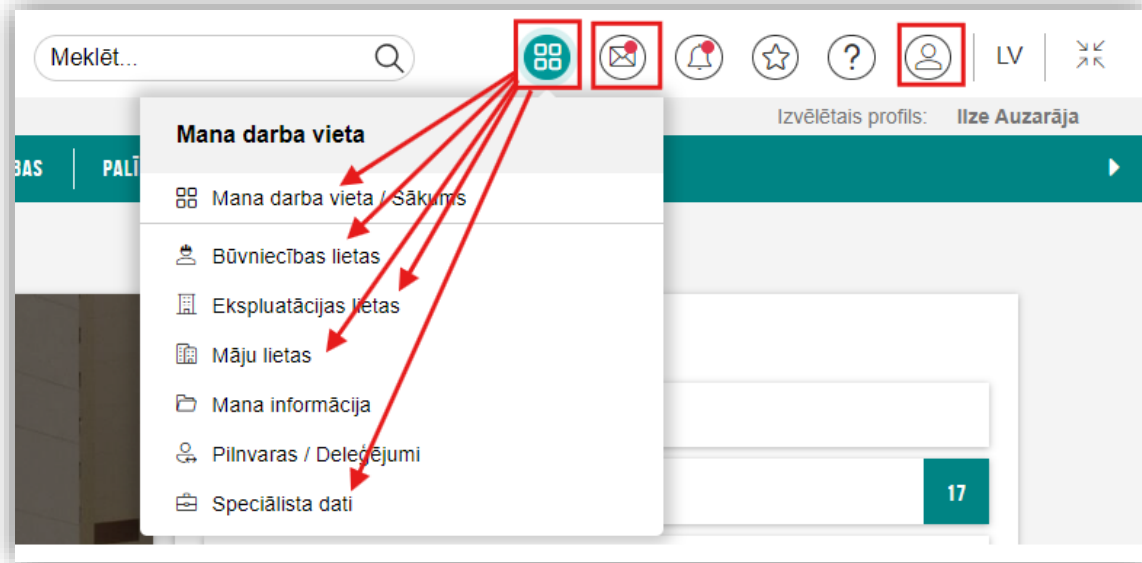 Meklēt...
?
LV
Izvēlētais profils: Ilze Auzarāja
BAS
PALĪ
Mana darba vieta
Mana darba vieta / Sākums
Būvniecības lietas
Ekspluatācijas lietas
Māju lietas
Mana informācija
Pilnvaras / Deleģējumi
Speciālista dati
17